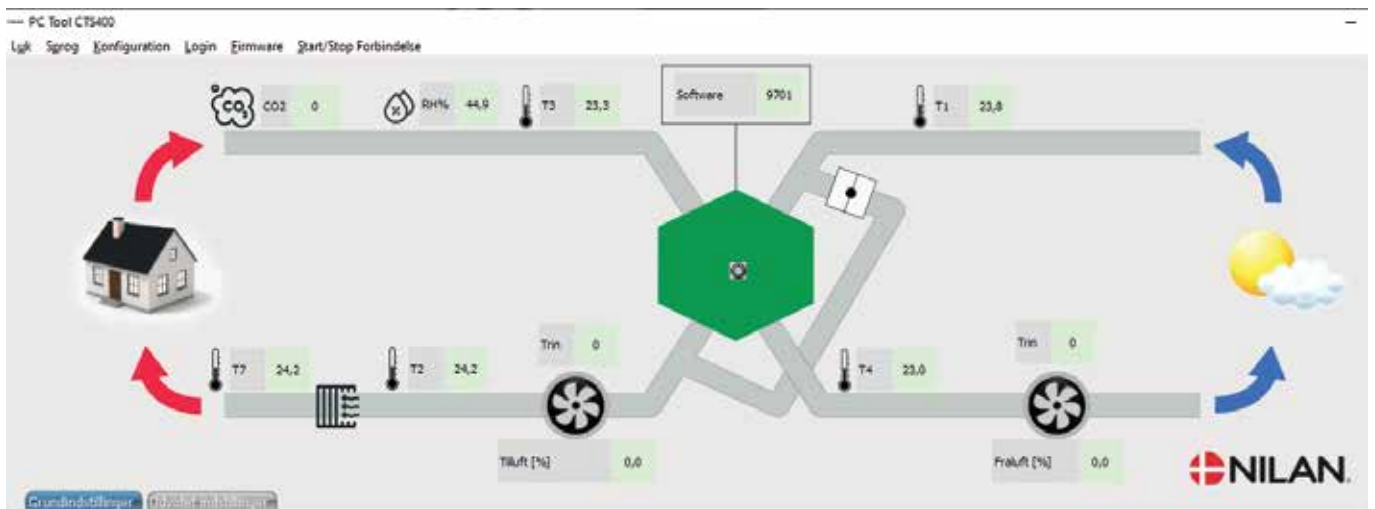 PC Tool CTS400
Luk Sprog Konfiguration Login Firmware Start/Stop Forbindelse
CO2 0 RH% 44,9 T3 23,3 Software 9701 T1 23,8
Trin 0 Trin 0
T7 24,2 T2 24,2 T4 23,0
Tilluft [%] 0,0 Fraluft [%] 0,0
NILAN
Grundindstillinger Udvidet indstillinger